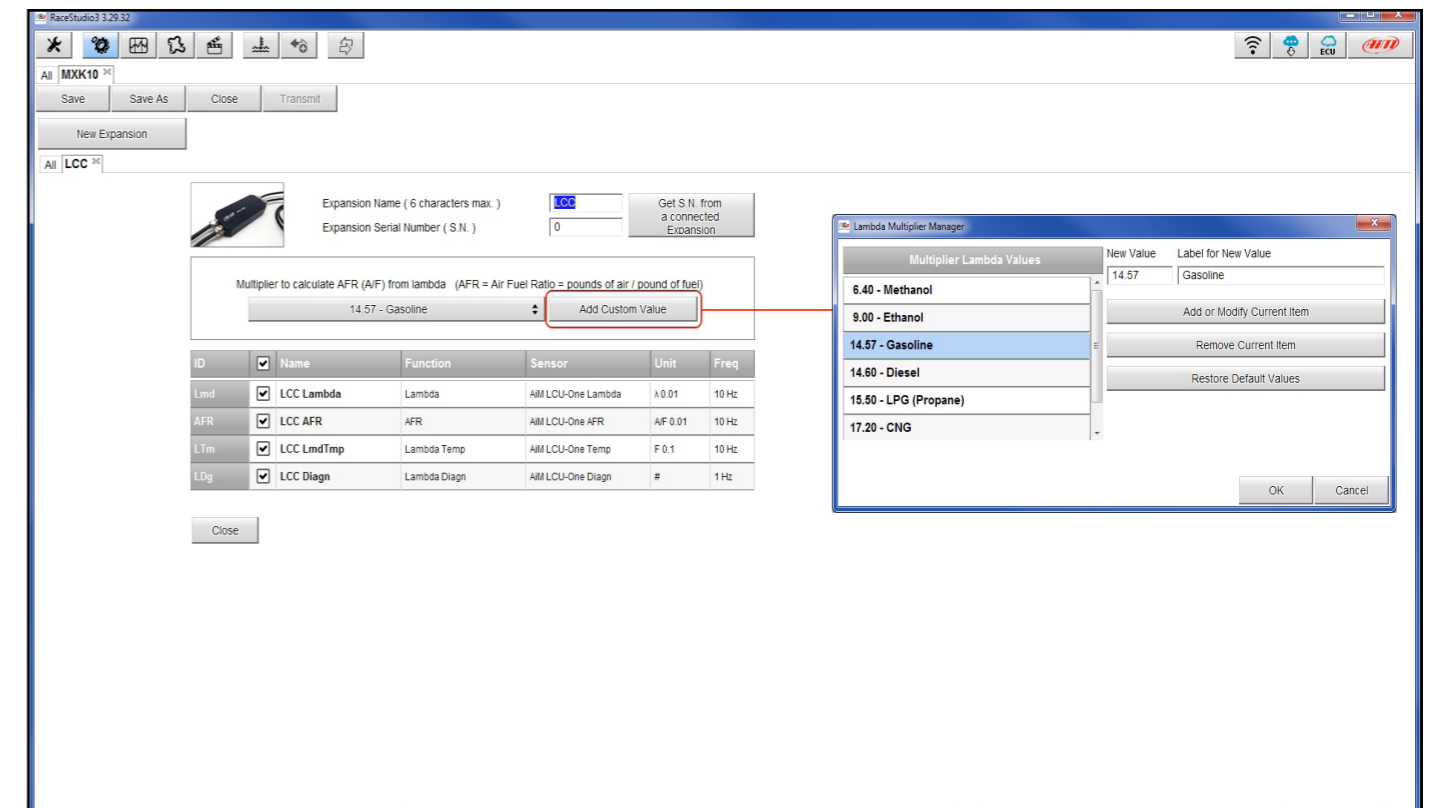 RaceStudio3 3.29.32
ECU
AiM
All MXK10
Save Save As Close Transmit
New Expansion
All LCC
Expansion Name ( 6 characters max. ) LCC
Expansion Serial Number ( S.N. ) 0
Get S.N. from
a connected
Expansion
Multiplier to calculate AFR (A/F) from lambda (AFR = Air Fuel Ratio = pounds of air / pound of fuel)
14.57 - Gasoline Add Custom Value
ID Name Function Sensor Unit Freq
Lmd LCC Lambda Lambda AiM LCU-One Lambda λ 0.01 10 Hz
AFR LCC AFR AFR AiM LCU-One AFR A/F 0.01 10 Hz
LTm LCC LmdTmp Lambda Temp AiM LCU-One Temp F 0.1 10 Hz
LDg LCC Diagn Lambda Diagn AiM LCU-One Diagn # 1 Hz
Close
Lambda Multiplier Manager
Multiplier Lambda Values
6.40 - Methanol
9.00 - Ethanol
14.57 - Gasoline
14.60 - Diesel
15.50 - LPG (Propane)
17.20 - CNG
New Value Label for New Value
14.57 Gasoline
Add or Modify Current Item
Remove Current Item
Restore Default Values
OK Cancel